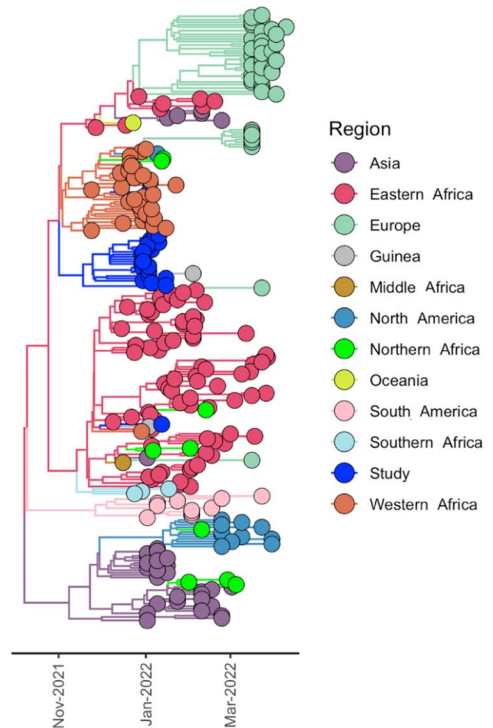 Region
Asia
Eastern Africa
Europe
Guinea
Middle Africa
North America
Northern Africa
Oceania
South America
Southern Africa
Study
Western Africa
Nov-2021
Jan-2022
Mar-2022